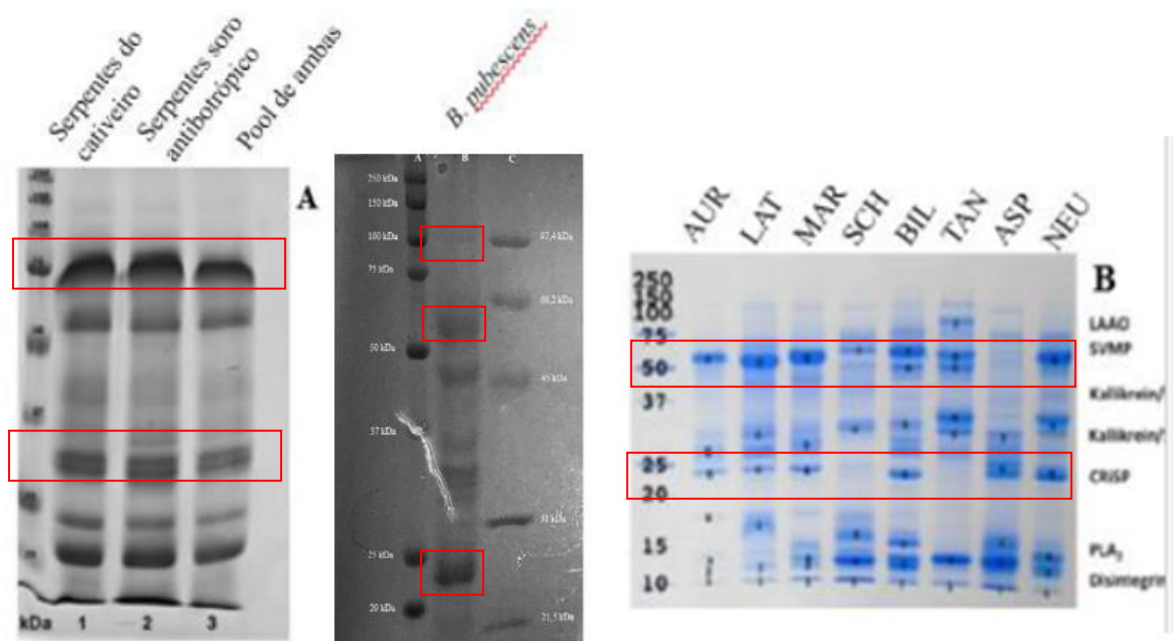 Serpentes do
cativeiro
Serpentes soro
antibotrópico
Pool de ambas
A
kDa 1 2 3
B. pubescens
A B C
250 kDa
150 kDa
100 kDa
75 kDa
50 kDa
37 kDa
25 kDa
20 kDa
97,4 kDa
66,2 kDa
45 kDa
31 kDa
21,5 kDa
AUR LAT MAR SCH BIL TAN ASP NEU
B
250
150
100
75
50
37
25
20
15
10
LAAO
SVMP
Kallikrein/
Kallikrein/
CRiSP
PLA₂
Disintegrin